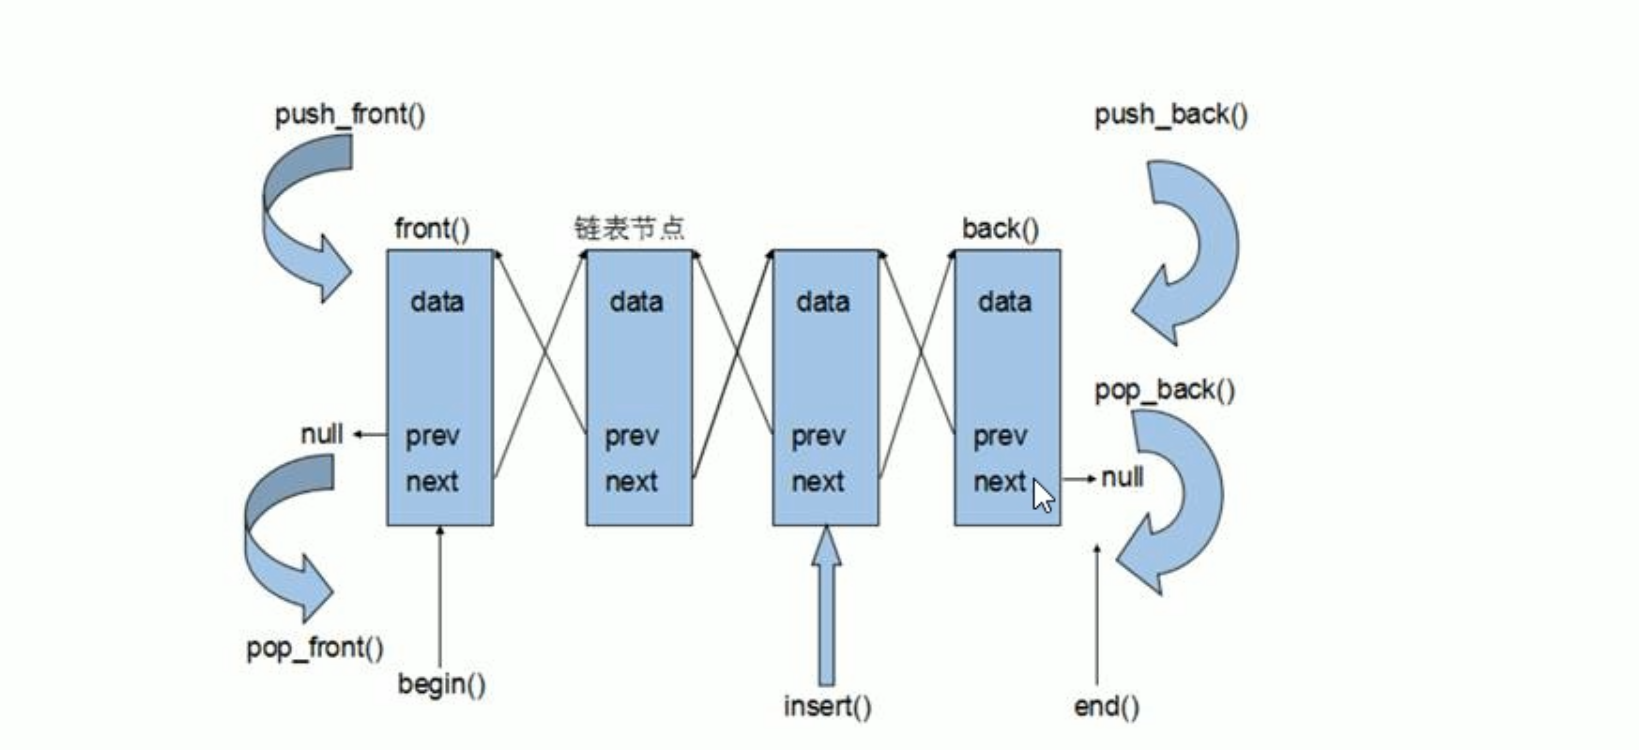 push_front()
push_back()
front()
链表节点
back()
data
data
data
data
pop_back()
null
prev
prev
prev
prev
next
next
next
next
null
pop_front()
begin()
insert()
end()